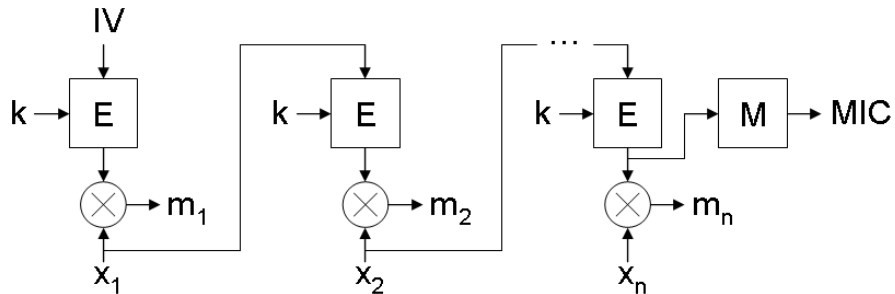 IV
...
k E k E k E M MIC
m₁ m₂ mₙ
x₁ x₂ xₙ